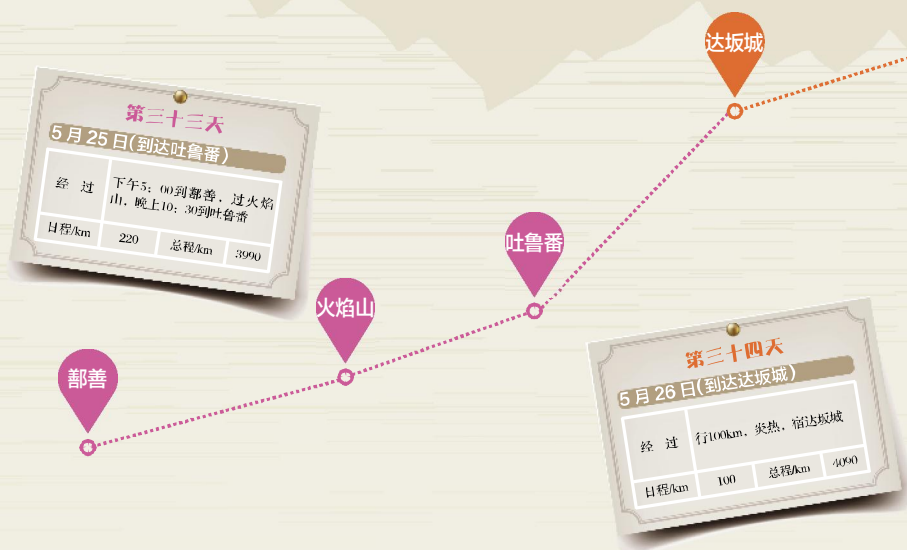 达坂城
第三十三天
5月25日(到达吐鲁番)
经 过
下午5：00到鄯善，过火焰
山，晚上10：30到吐鲁番
日程/km 220 总程/km 3990
吐鲁番
火焰山
鄯善
第三十四天
5月26日(到达达坂城)
经 过
行100km，炎热，宿达坂城
日程/km 100 总程/km 4090